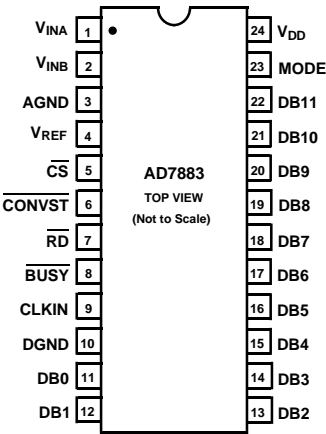 VINA 1 24 VDD
VINB 2 23 MODE
AGND 3 22 DB11
VREF 4 21 DB10
CS 5 20 DB9
CONVST 6 19 DB8
RD 7 18 DB7
BUSY 8 17 DB6
CLKIN 9 16 DB5
DGND 10 15 DB4
DB0 11 14 DB3
DB1 12 13 DB2
AD7883
TOP VIEW
(Not to Scale)